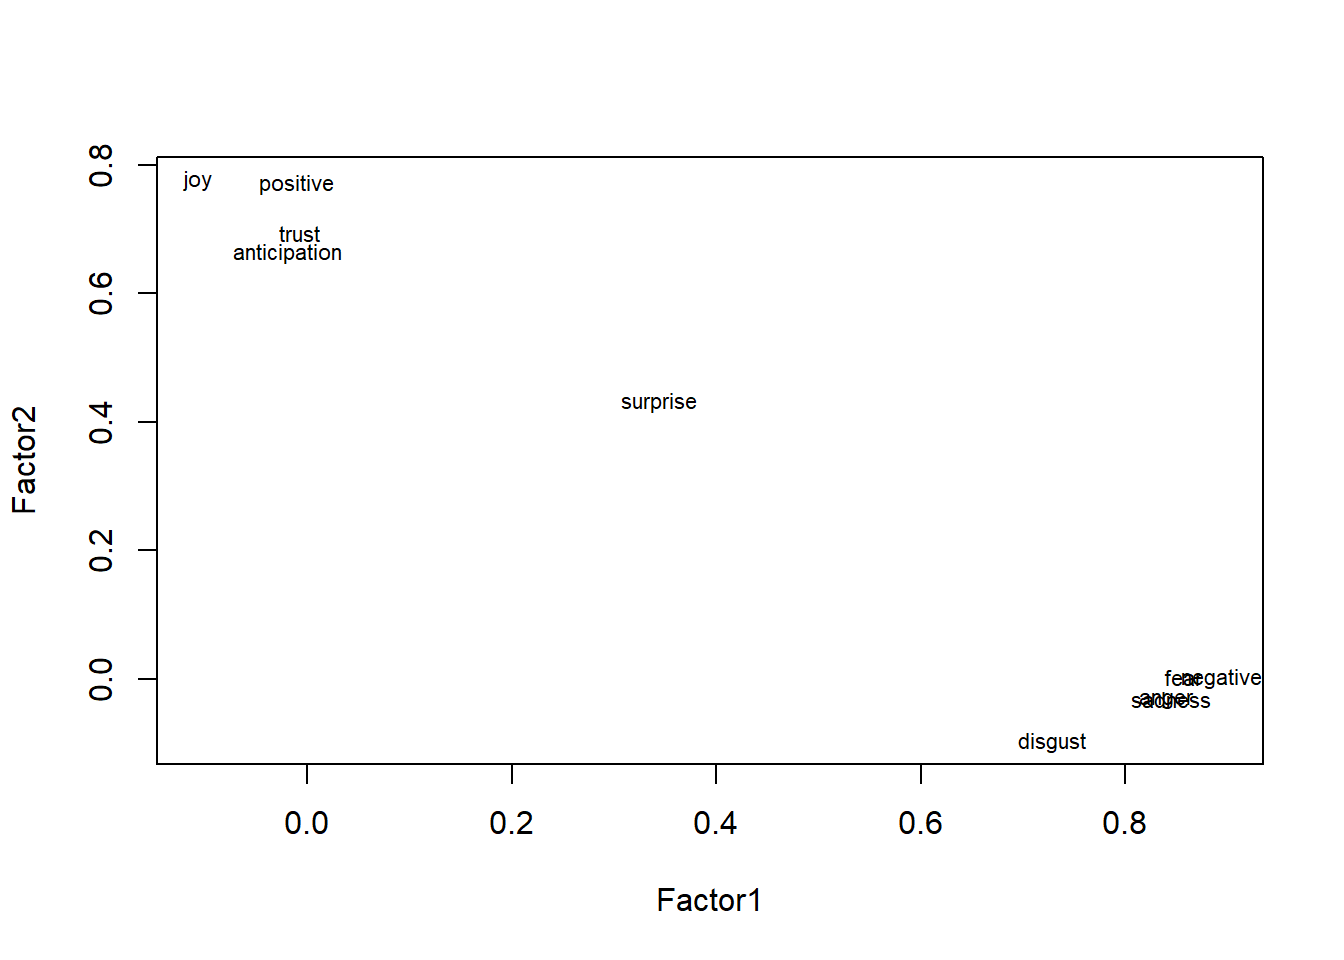 joy
positive
trust
anticipation
surprise
fear
negative
anger
sadness
disgust
0.8
0.6
0.4
0.2
0.0
Factor2
0.0 0.2 0.4 0.6 0.8
Factor1